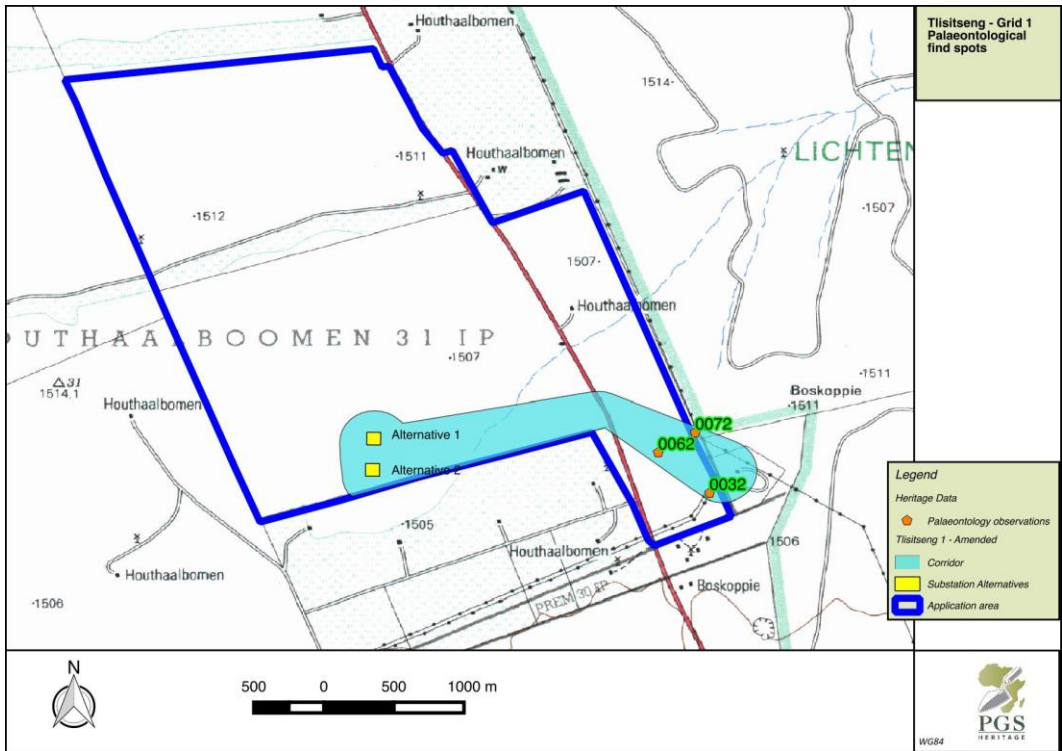 Houthaalbomen
Tlisitseng - Grid 1
Palaeontological
find spots
1514
LICHTEN
·1511
Houthaalbomen
W
·1507
·1512
1507·
Houthaalbomen
OUTHAALBOOMEN 31 IP
·1507
·1511
△31
1514.1
Boskoppie
·1511
Houthaalbomen
Alternative 1
0072
0062
Alternative 2
0032
·1505
Houthaalbomen
1506
Houthaalbomen
·1506
PREM 30 IP
Boskoppie
Legend
Heritage Data
Palaeontology observations
Tlisitseng 1 - Amended
Corridor
Substation Alternatives
Application area
N
500 0 500 1000 m
PGS
HERITAGE
WG84